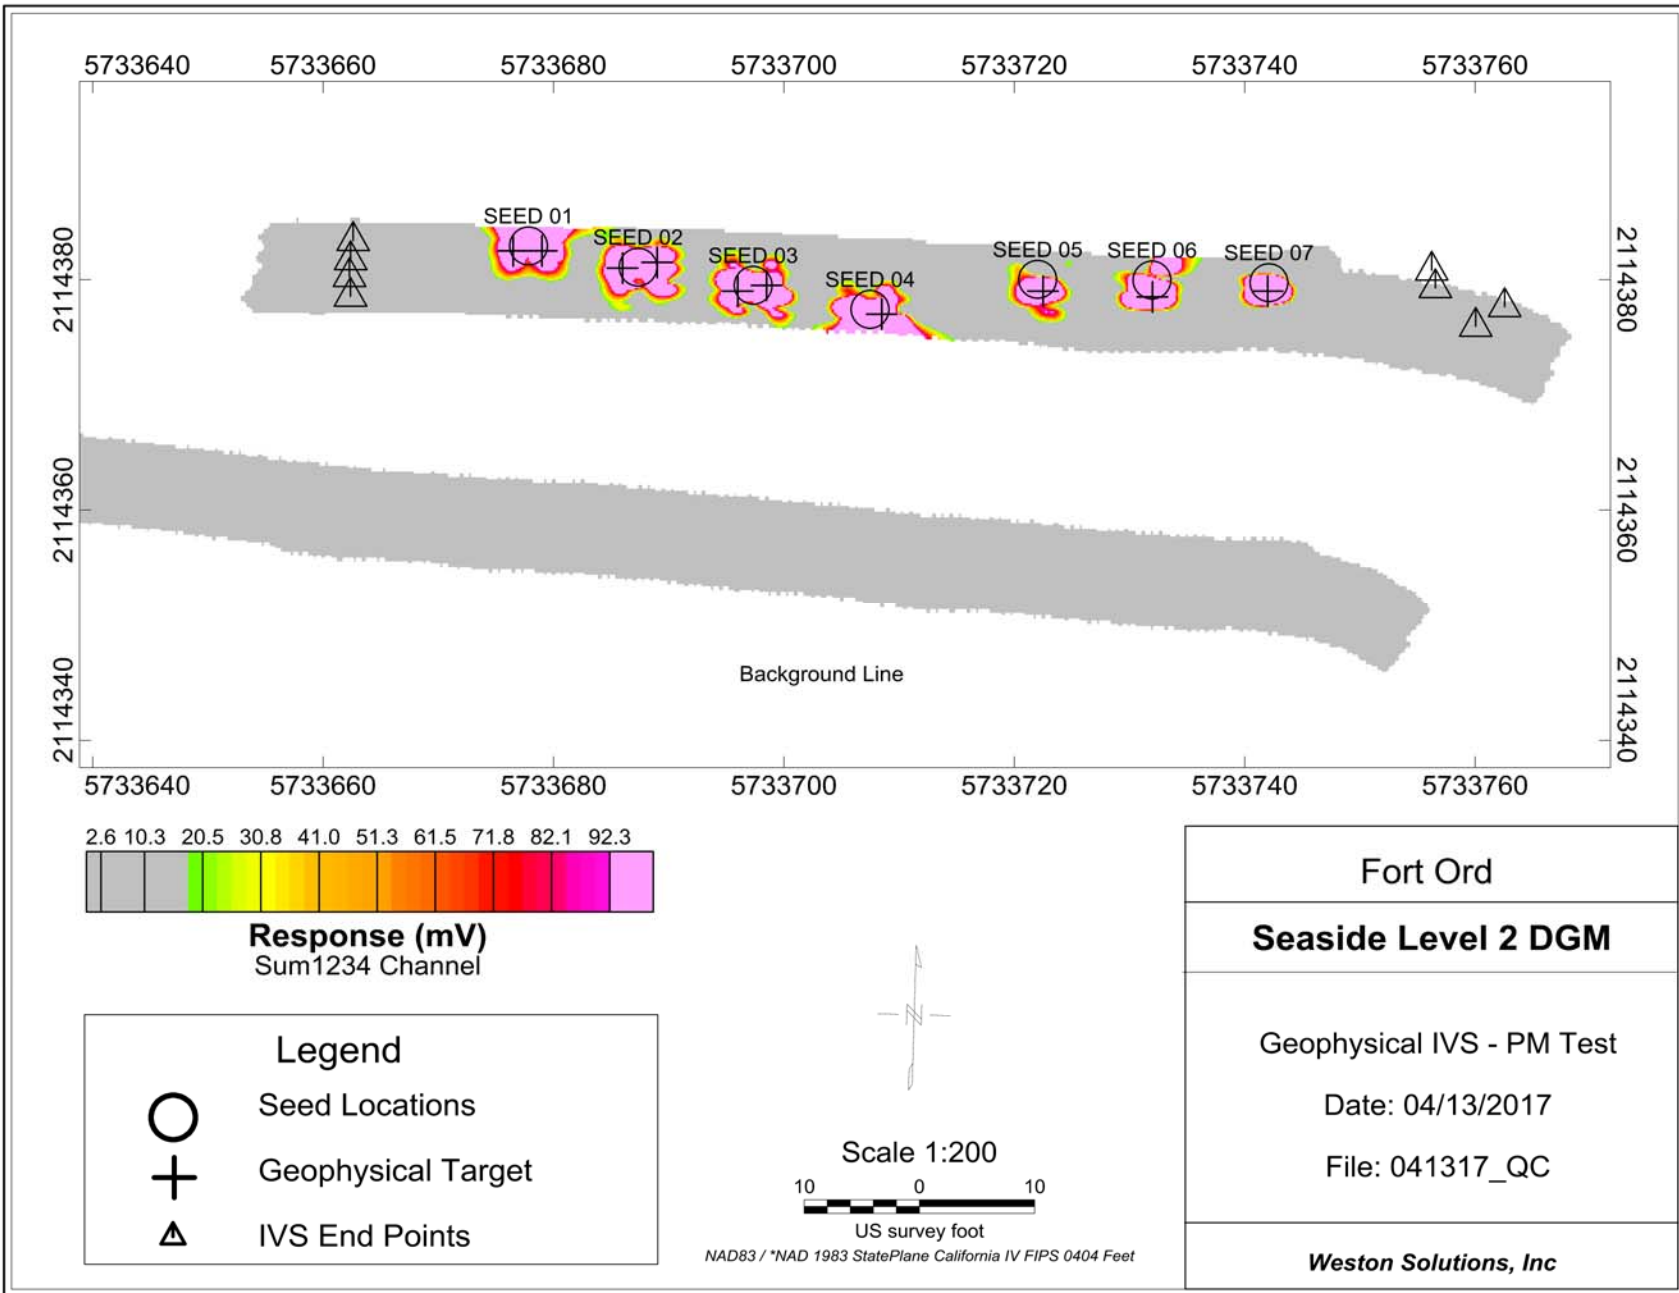 5733640 5733660 5733680 5733700 5733720 5733740 5733760
SEED 01
SEED 02
SEED 03
SEED 04
SEED 05
SEED 06
SEED 07
2114380
2114380
2114360
2114360
2114340
2114340
Background Line
5733640 5733660 5733680 5733700 5733720 5733740 5733760
2.6 10.3 20.5 30.8 41.0 51.3 61.5 71.8 82.1 92.3
Response (mV)
Sum1234 Channel
Legend
Seed Locations
Geophysical Target
IVS End Points
N
Scale 1:200
10 0 10
US survey foot
NAD83 / *NAD 1983 StatePlane California IV FIPS 0404 Feet
Fort Ord
Seaside Level 2 DGM
Geophysical IVS - PM Test
Date: 04/13/2017
File: 041317_QC
Weston Solutions, Inc